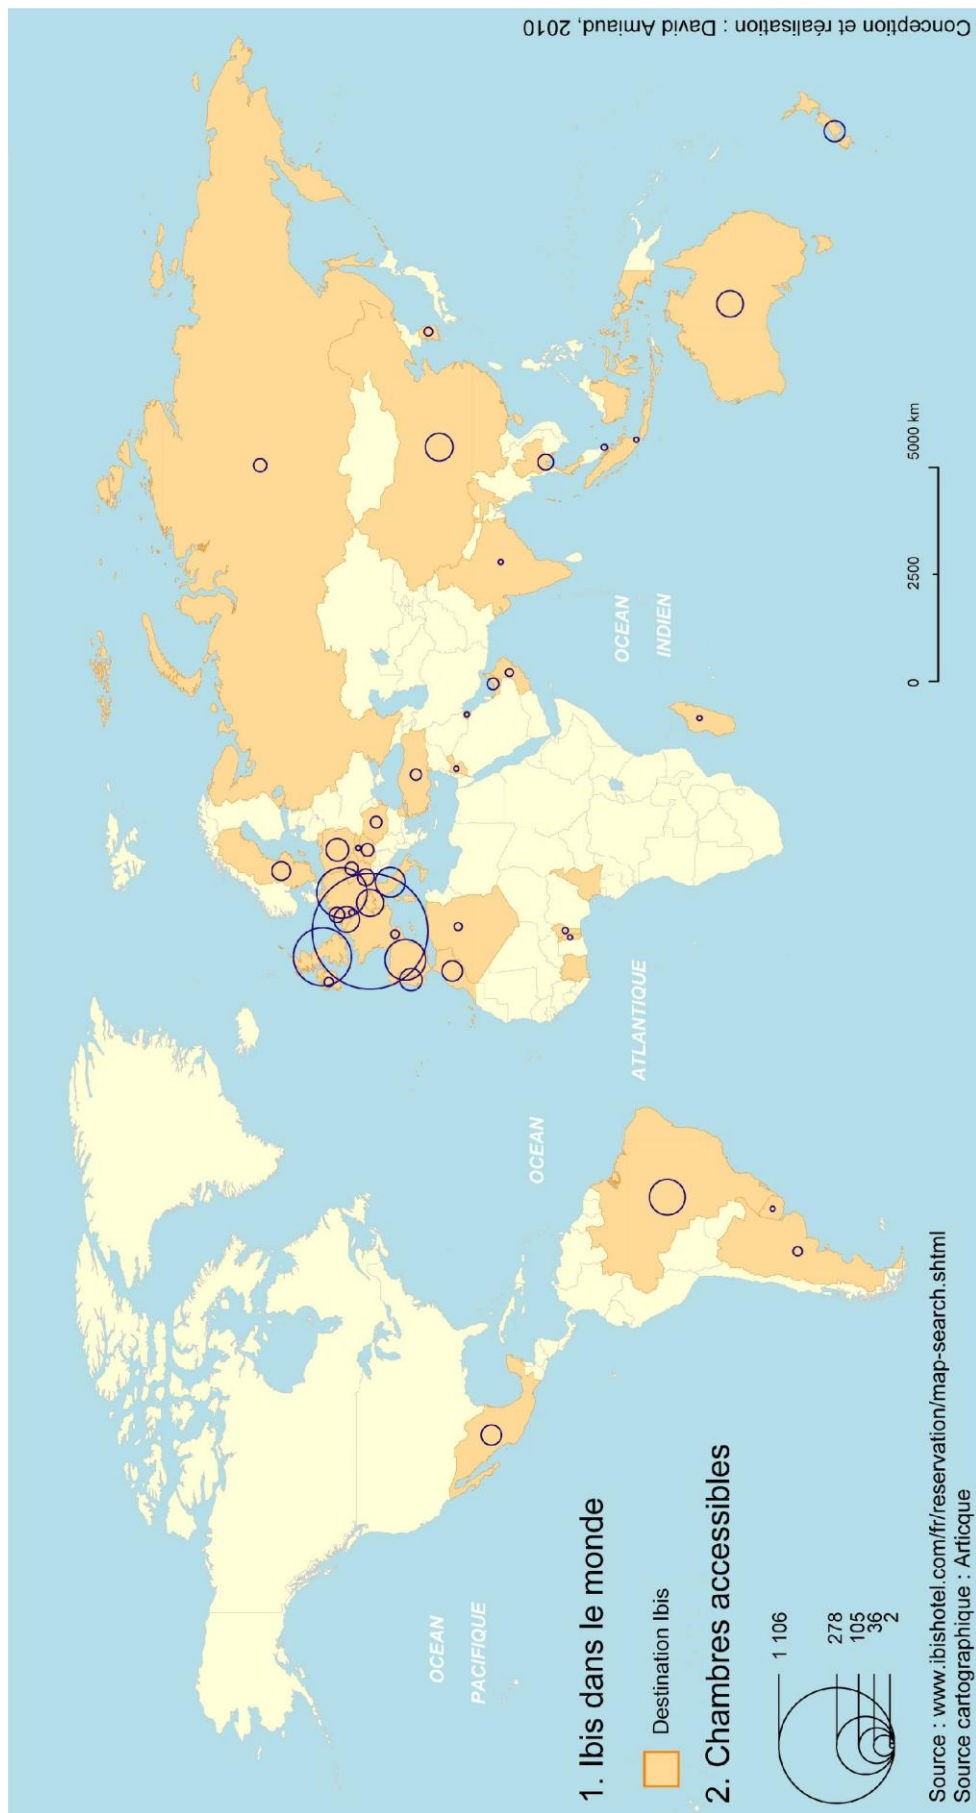 Conception et réalisation : David Amiaud, 2010
OCEAN
PACIFIQUE
OCEAN
ATLANTIQUE
OCEAN
INDIEN
1. Ibis dans le monde
Destination Ibis
2. Chambres accessibles
1 106
278
105
36
2
0 2500 5000 km
Source : www.ibishotel.com/fr/reservation/map-search.shtml
Source cartographique : Articque